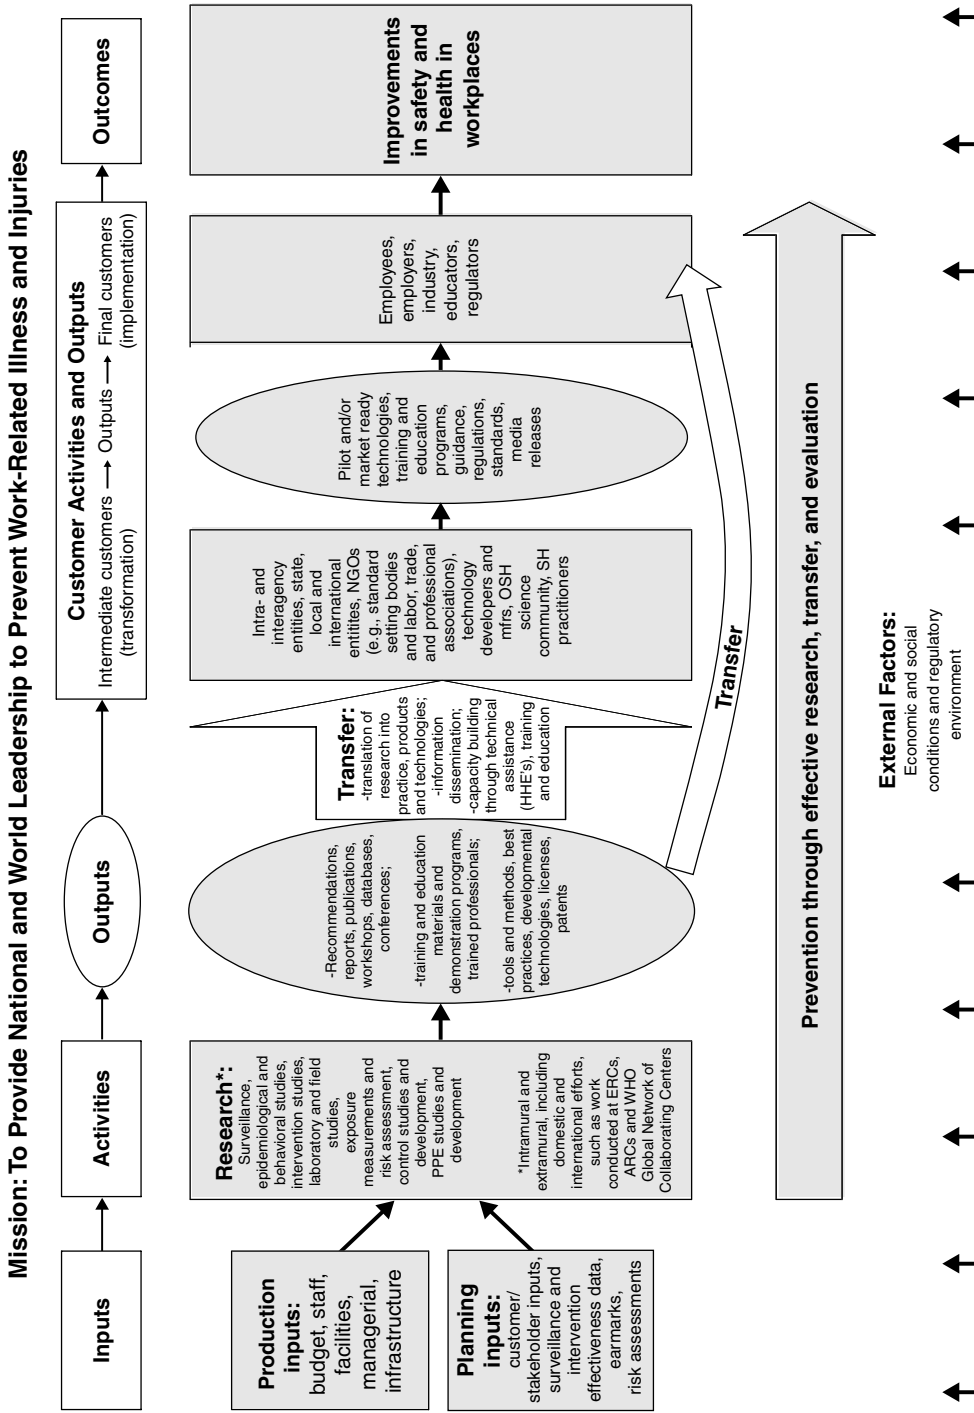 Mission: To Provide National and World Leadership to Prevent Work-Related Illness and Injuries
Inputs
Activities
Outputs
Customer Activities and Outputs
Intermediate customers → Outputs → Final customers
(transformation)
(implementation)
Outcomes
Production
inputs:
budget, staff,
facilities,
managerial,
infrastructure
Planning
inputs:
customer/
stakeholder inputs,
surveillance and
intervention
effectiveness data,
earmarks,
risk assessments
Research*:
Surveillance,
epidemiological and
behavioral studies,
intervention studies,
laboratory and field
studies,
exposure
measurements and
risk assessment,
control studies and
development,
PPE studies and
development
*Intramural and
extramural, including
domestic and
international efforts,
such as work
conducted at ERCs,
ARCs and WHO
Global Network of
Collaborating Centers
-Recommendations,
reports, publications,
workshops, databases,
conferences;
-training and education
materials and
demonstration programs,
trained professionals;
-tools and methods, best
practices, developmental
technologies, licenses,
patents
Transfer:
-translation of
research into
practice, products
and technologies;
-information
dissemination;
-capacity building
through technical
assistance
(HHE's), training
and education
Intra- and
interagency
entities, state,
local and
international
entitites, NGOs
(e.g., standard
setting bodies
and labor, trade,
and professional
associations),
technology
developers and
mfrs, OSH
science
community, SH
practitioners
Pilot and/or
market ready
technologies,
training and
education
programs,
guidance,
regulations,
standards,
media
releases
Employees,
employers,
industry,
educators,
regulators
Improvements
in safety and
health in
workplaces
Transfer
Prevention through effective research, transfer, and evaluation
External Factors:
Economic and social
conditions and regulatory
environment